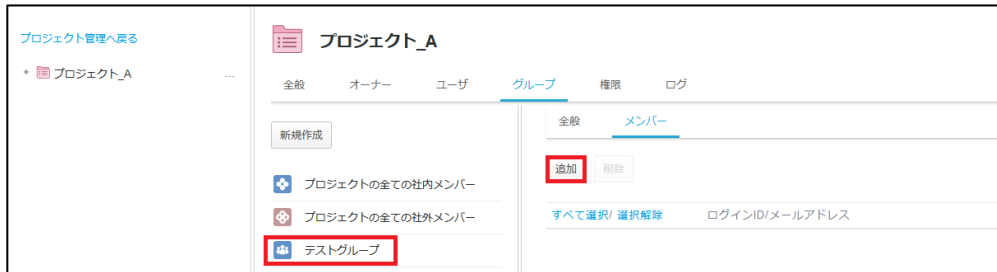 プロジェクト管理へ戻る
プロジェクト_A
...
プロジェクト_A
全般 オーナー ユーザ グループ 権限 ログ
新規作成
プロジェクトの全ての社内メンバー
プロジェクトの全ての社外メンバー
テストグループ
全般 メンバー
追加 削除
すべて選択/ 選択解除 ログインID/メールアドレス